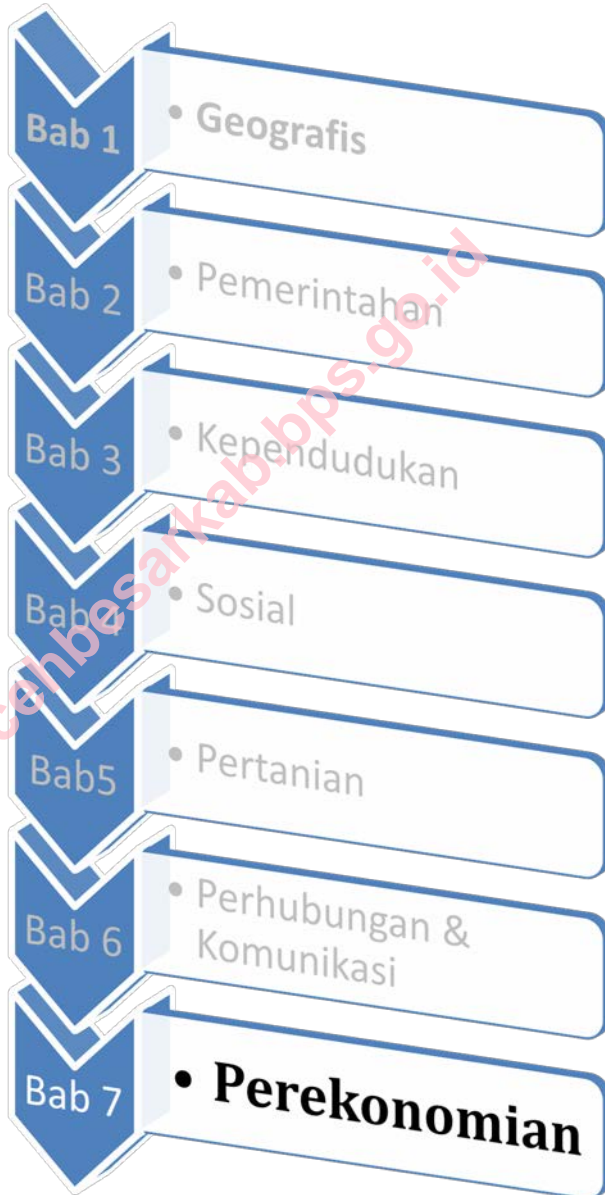 Bab 1
• Geografis
Bab 2
• Pemerintahan
Bab 3
• Kependudukan
Bab 4
• Sosial
Bab5
• Pertanian
Bab 6
• Perhubungan &
Komunikasi
Bab 7
• Perekonomian
cehbesarkab.bps.go.id